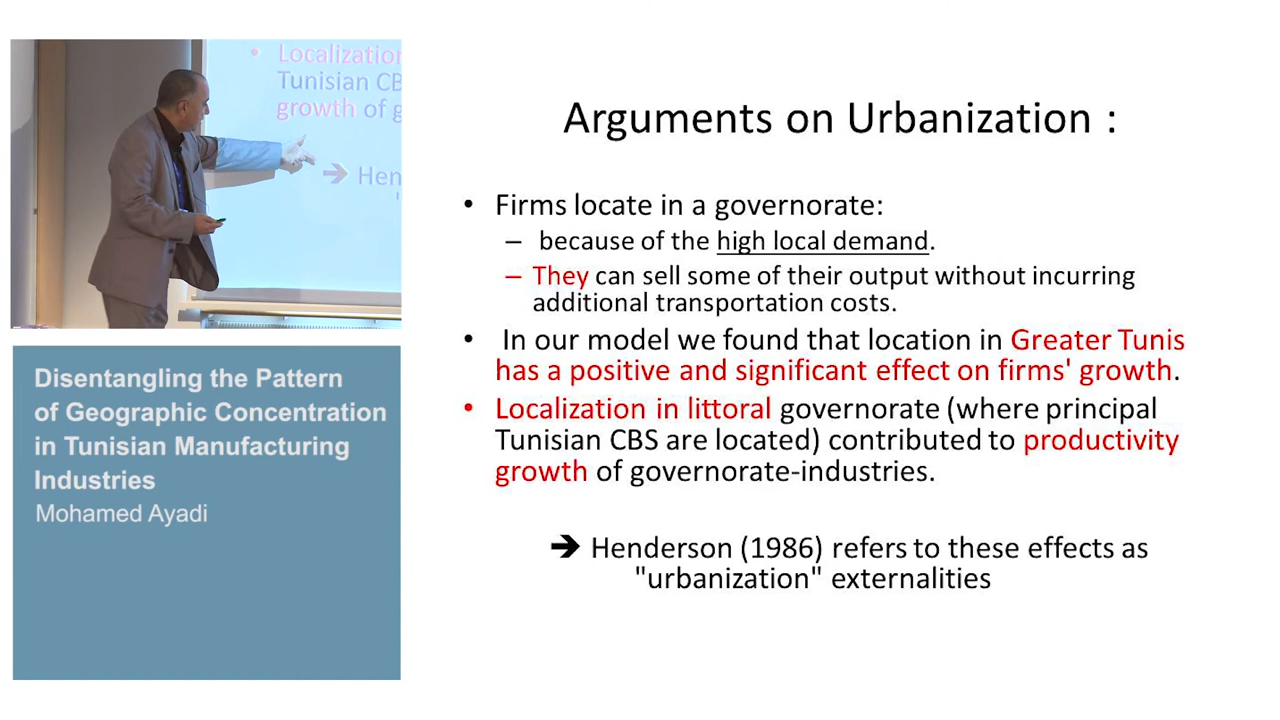 Localization
Tunisian CB
growth of g
➔ Hen
"
Arguments on Urbanization :
• Firms locate in a governorate:
– because of the high local demand.
– They can sell some of their output without incurring
additional transportation costs.
• In our model we found that location in Greater Tunis
has a positive and significant effect on firms' growth.
• Localization in littoral governorate (where principal
Tunisian CBS are located) contributed to productivity
growth of governorate-industries.
➔ Henderson (1986) refers to these effects as
"urbanization" externalities
Disentangling the Pattern
of Geographic Concentration
in Tunisian Manufacturing
Industries
Mohamed Ayadi